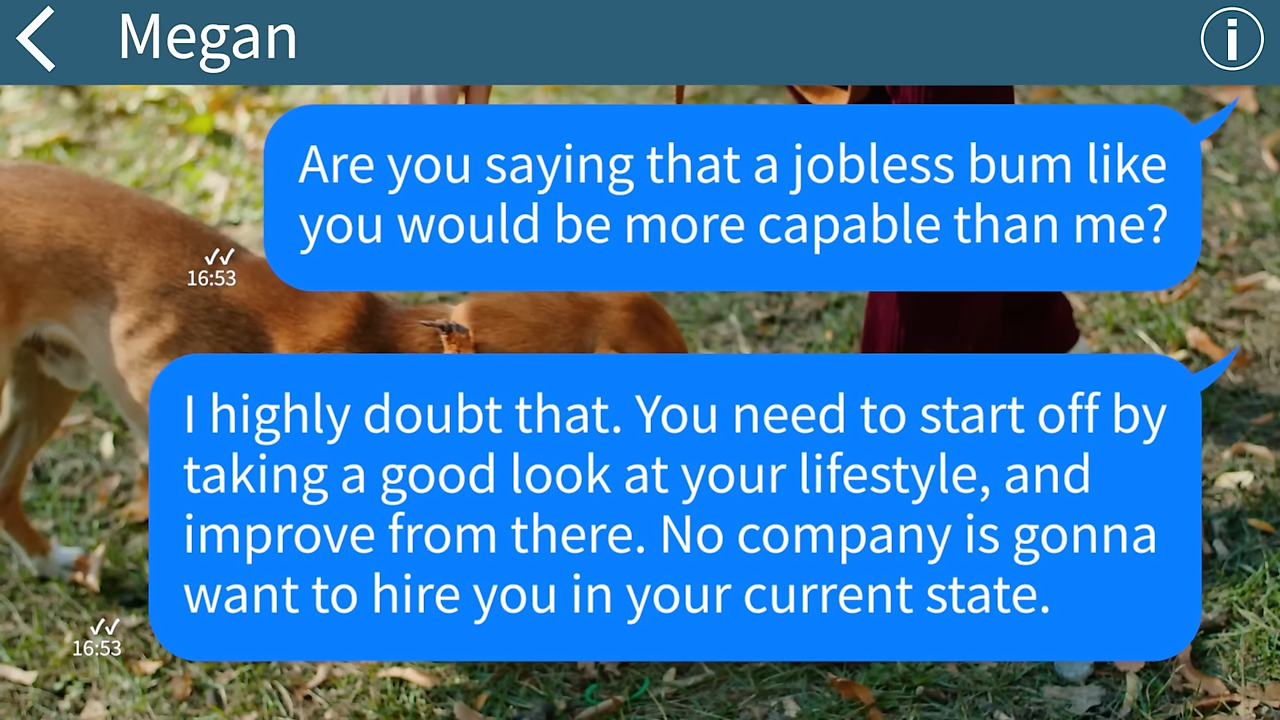 Megan
Are you saying that a jobless bum like
you would be more capable than me?
16:53
I highly doubt that. You need to start off by
taking a good look at your lifestyle, and
improve from there. No company is gonna
want to hire you in your current state.
16:53